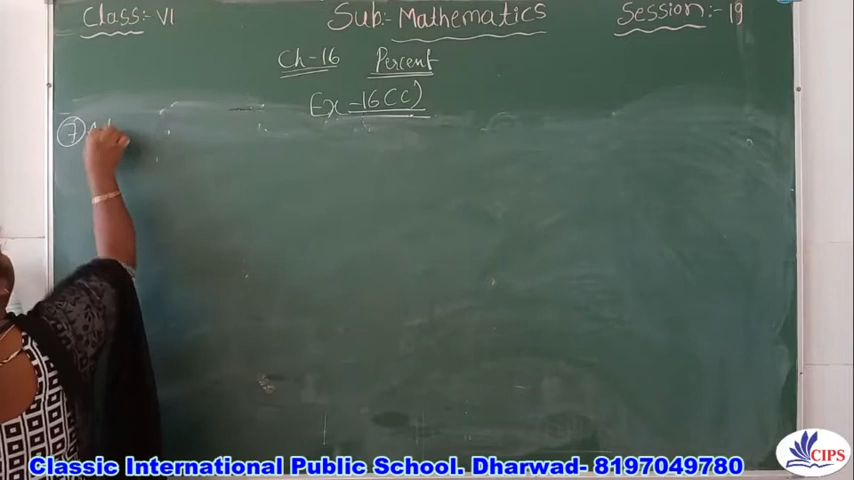 Class:- VI Sub:- Mathematics Session:- 19
Ch-16 Percent
Ex-16(C)
7
Classic International Public School. Dharwad- 8197049780
CIPS